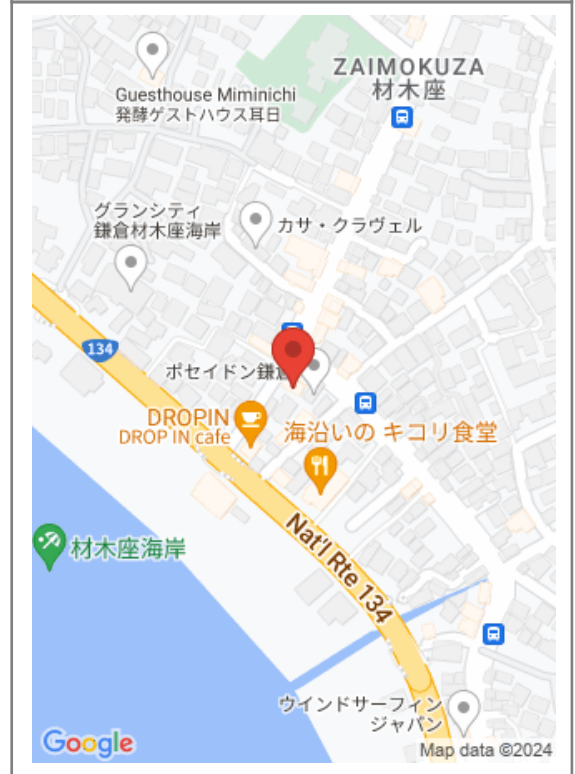 ZAIMOKUZA
材木座
Guesthouse Miminichi
発酵ゲストハウス耳日
グランシティ
鎌倉材木座海岸
カサ・クラヴェル
134
ポセイドン鎌倉
DROPIN
DROP IN cafe
海沿いの キコリ食堂
Nat'l Rte 134
材木座海岸
ウインドサーフィン
ジャパン
Google
Map data ©2024